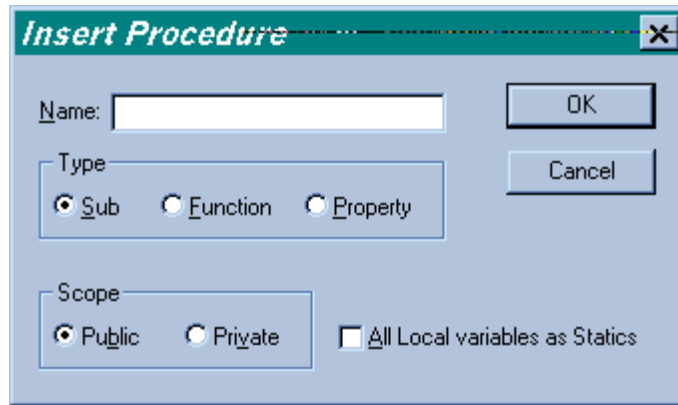 Insert Procedure
Name:
OK
Type
Cancel
Sub Function Property
Scope
Public Private All Local variables as Statics